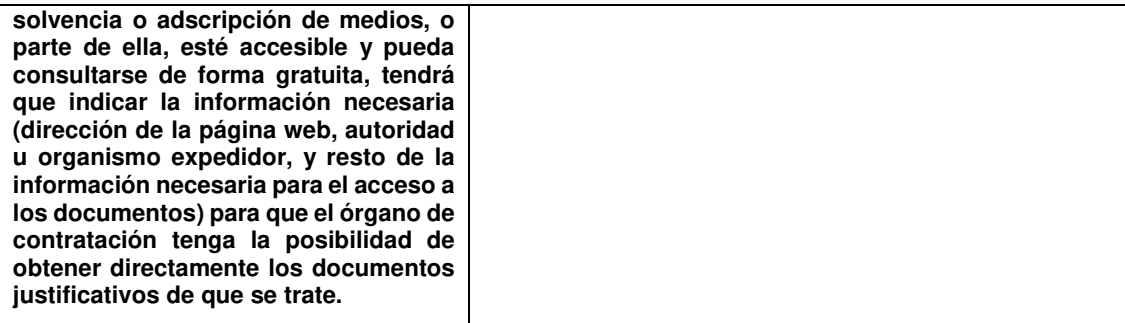 solvencia o adscripción de medios, o
parte de ella, esté accesible y pueda
consultarse de forma gratuita, tendrá
que indicar la información necesaria
(dirección de la página web, autoridad
u organismo expedidor, y resto de la
información necesaria para el acceso a
los documentos) para que el órgano de
contratación tenga la posibilidad de
obtener directamente los documentos
justificativos de que se trate.